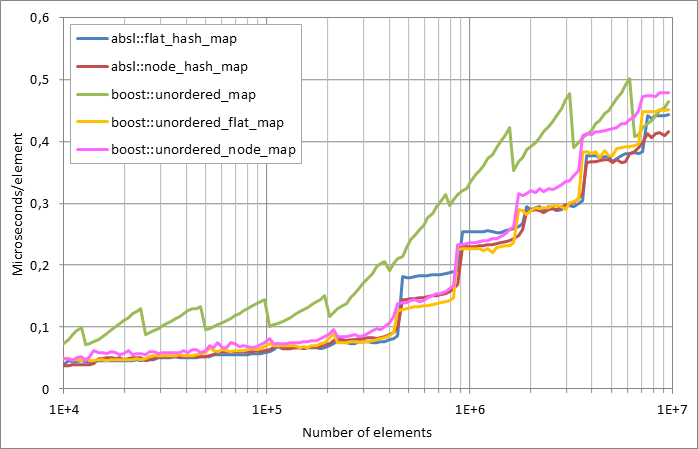 0,6
0,5
0,4
0,3
0,2
0,1
0
Microseconds/element
absl::flat_hash_map
absl::node_hash_map
boost::unordered_map
boost::unordered_flat_map
boost::unordered_node_map
1E+4 1E+5 1E+6 1E+7
Number of elements